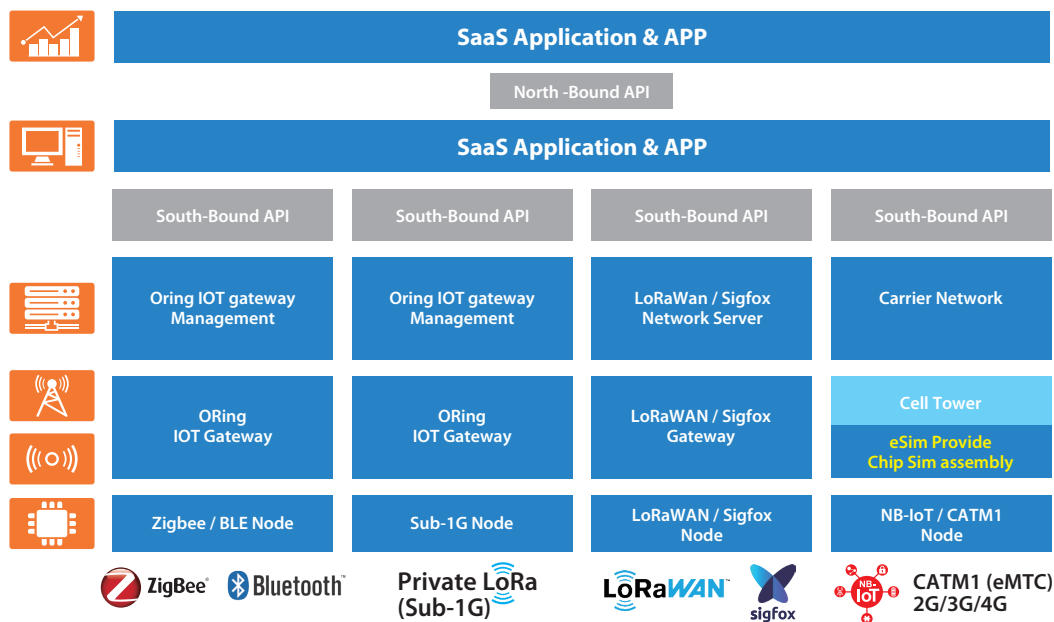 SaaS Application & APP
North -Bound API
SaaS Application & APP
South-Bound API
South-Bound API
South-Bound API
South-Bound API
Oring IOT gateway
Management
Oring IOT gateway
Management
LoRaWan / Sigfox
Network Server
Carrier Network
ORing
IOT Gateway
ORing
IOT Gateway
LoRaWAN / Sigfox
Gateway
Cell Tower
eSim Provide
Chip Sim assembly
Zigbee / BLE Node
Sub-1G Node
LoRaWAN / Sigfox
Node
NB-IoT / CATM1
Node
ZigBee®
Bluetooth™
Private LoRa
(Sub-1G)
LoRaWAN™
sigfox
NB-
IoT
CATM1 (eMTC)
2G/3G/4G